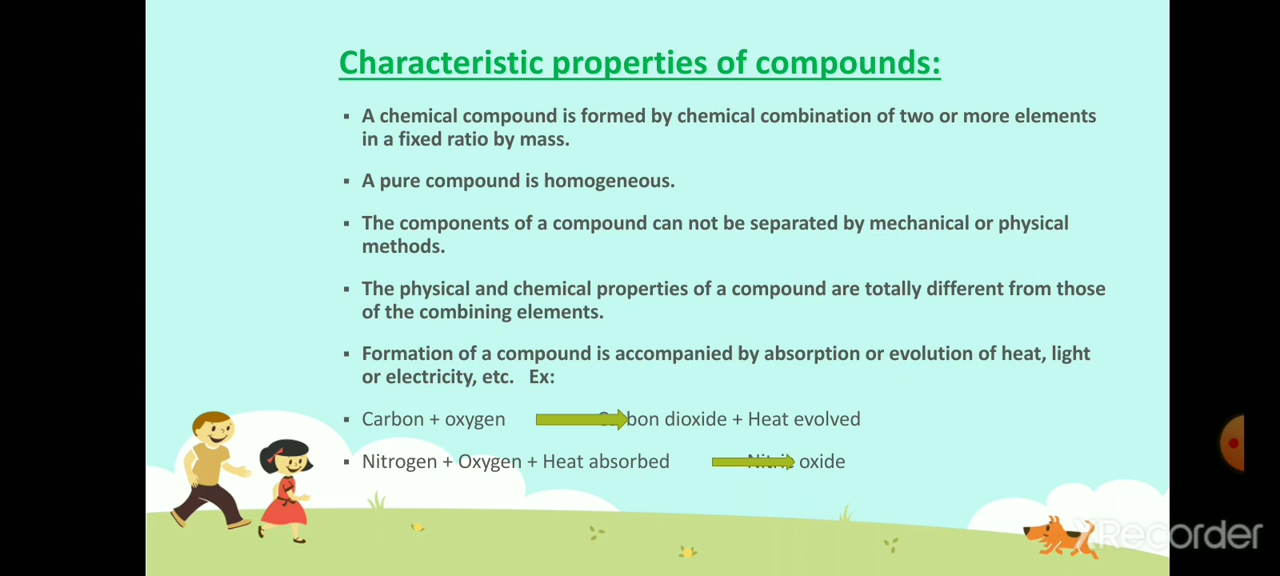 Characteristic properties of compounds:
▪ A chemical compound is formed by chemical combination of two or more elements
in a fixed ratio by mass.
▪ A pure compound is homogeneous.
▪ The components of a compound can not be separated by mechanical or physical
methods.
▪ The physical and chemical properties of a compound are totally different from those
of the combining elements.
▪ Formation of a compound is accompanied by absorption or evolution of heat, light
or electricity, etc. Ex:
▪ Carbon + oxygen Carbon dioxide + Heat evolved
▪ Nitrogen + Oxygen + Heat absorbed Nitric oxide
XRecorder